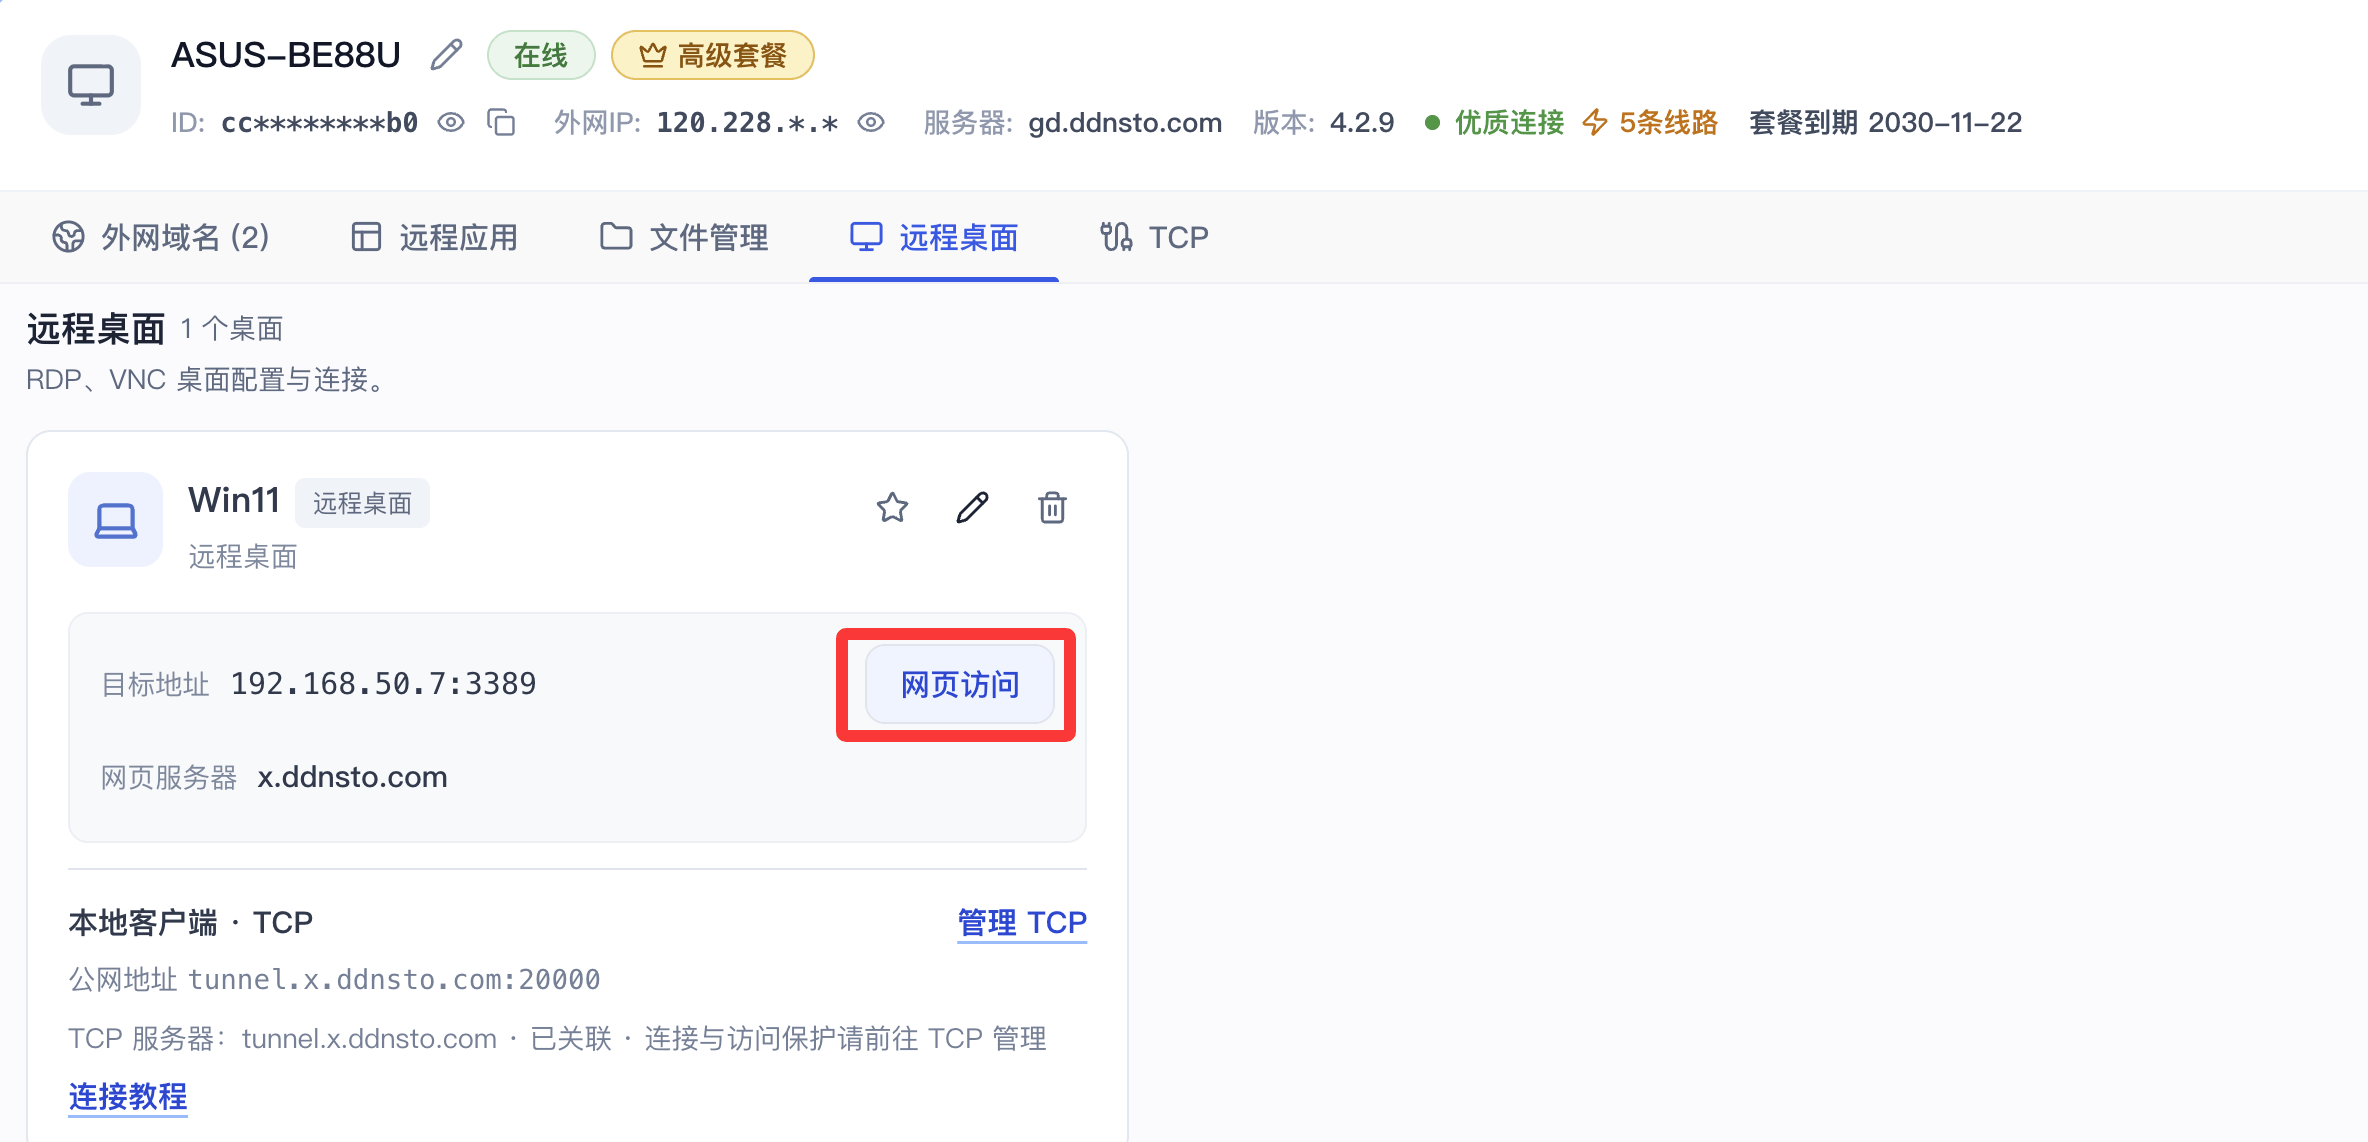 ASUS-BE88U 在线 高级套餐
ID: cc********b0 外网IP: 120.228.*.* 服务器: gd.ddnsto.com 版本: 4.2.9 优质连接 5条线路 套餐到期 2030-11-22
外网域名 (2) 远程应用 文件管理 远程桌面 TCP
远程桌面 1 个桌面
RDP、VNC 桌面配置与连接。
Win11 远程桌面
远程桌面
目标地址 192.168.50.7:3389 网页访问
网页服务器 x.ddnsto.com
本地客户端 · TCP 管理 TCP
公网地址 tunnel.x.ddnsto.com:20000
TCP 服务器: tunnel.x.ddnsto.com · 已关联 · 连接与访问保护请前往 TCP 管理
连接教程